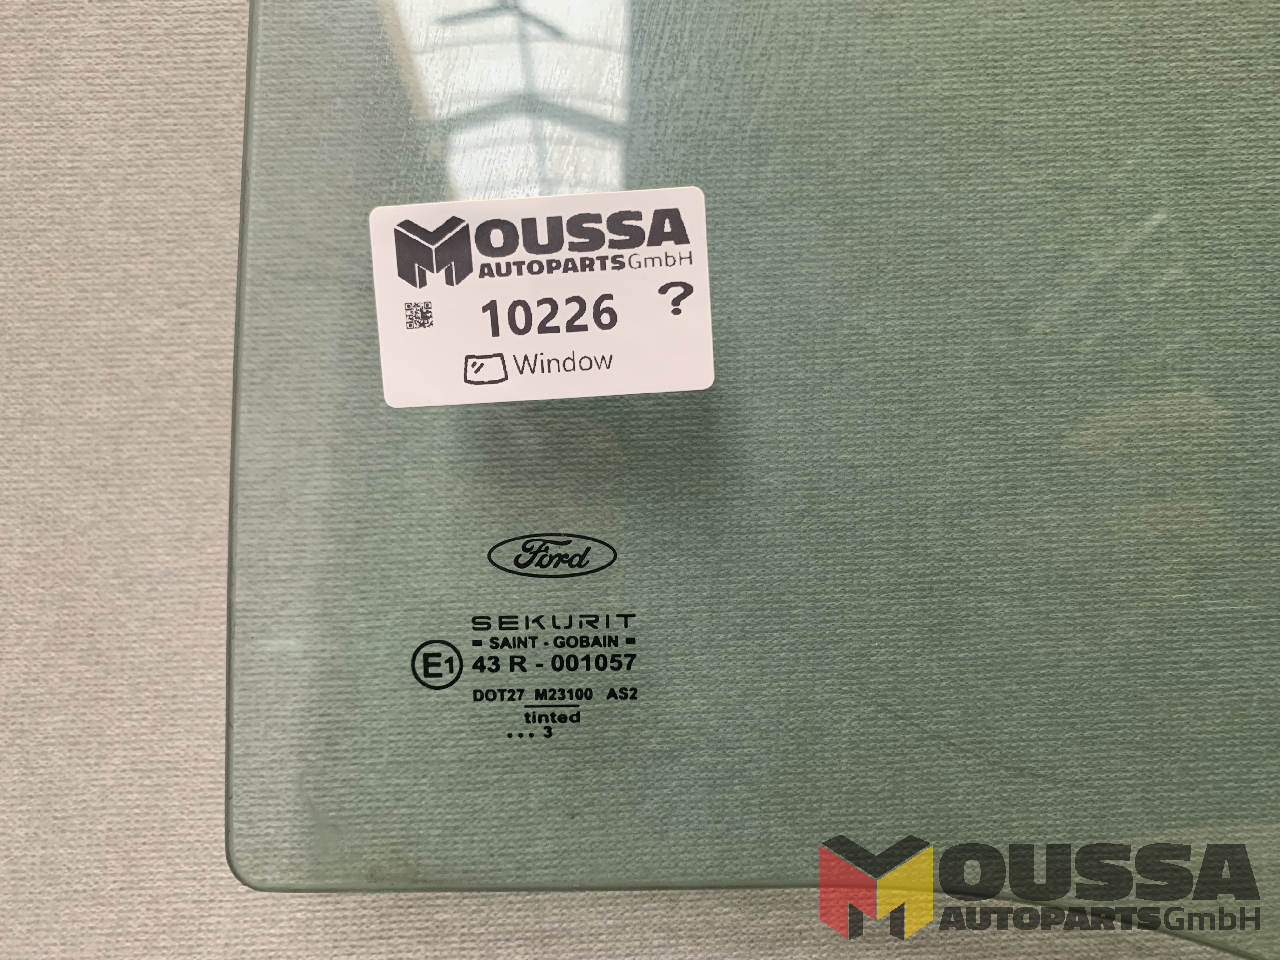 MOUSSA
AUTOPARTS GmbH
10226 ?
Window
Ford
SEKURIT
= SAINT - GOBAIN =
E1 43 R - 001057
DOT27 M23100 AS2
tinted
... 3
MOUSSA
AUTOPARTS GmbH